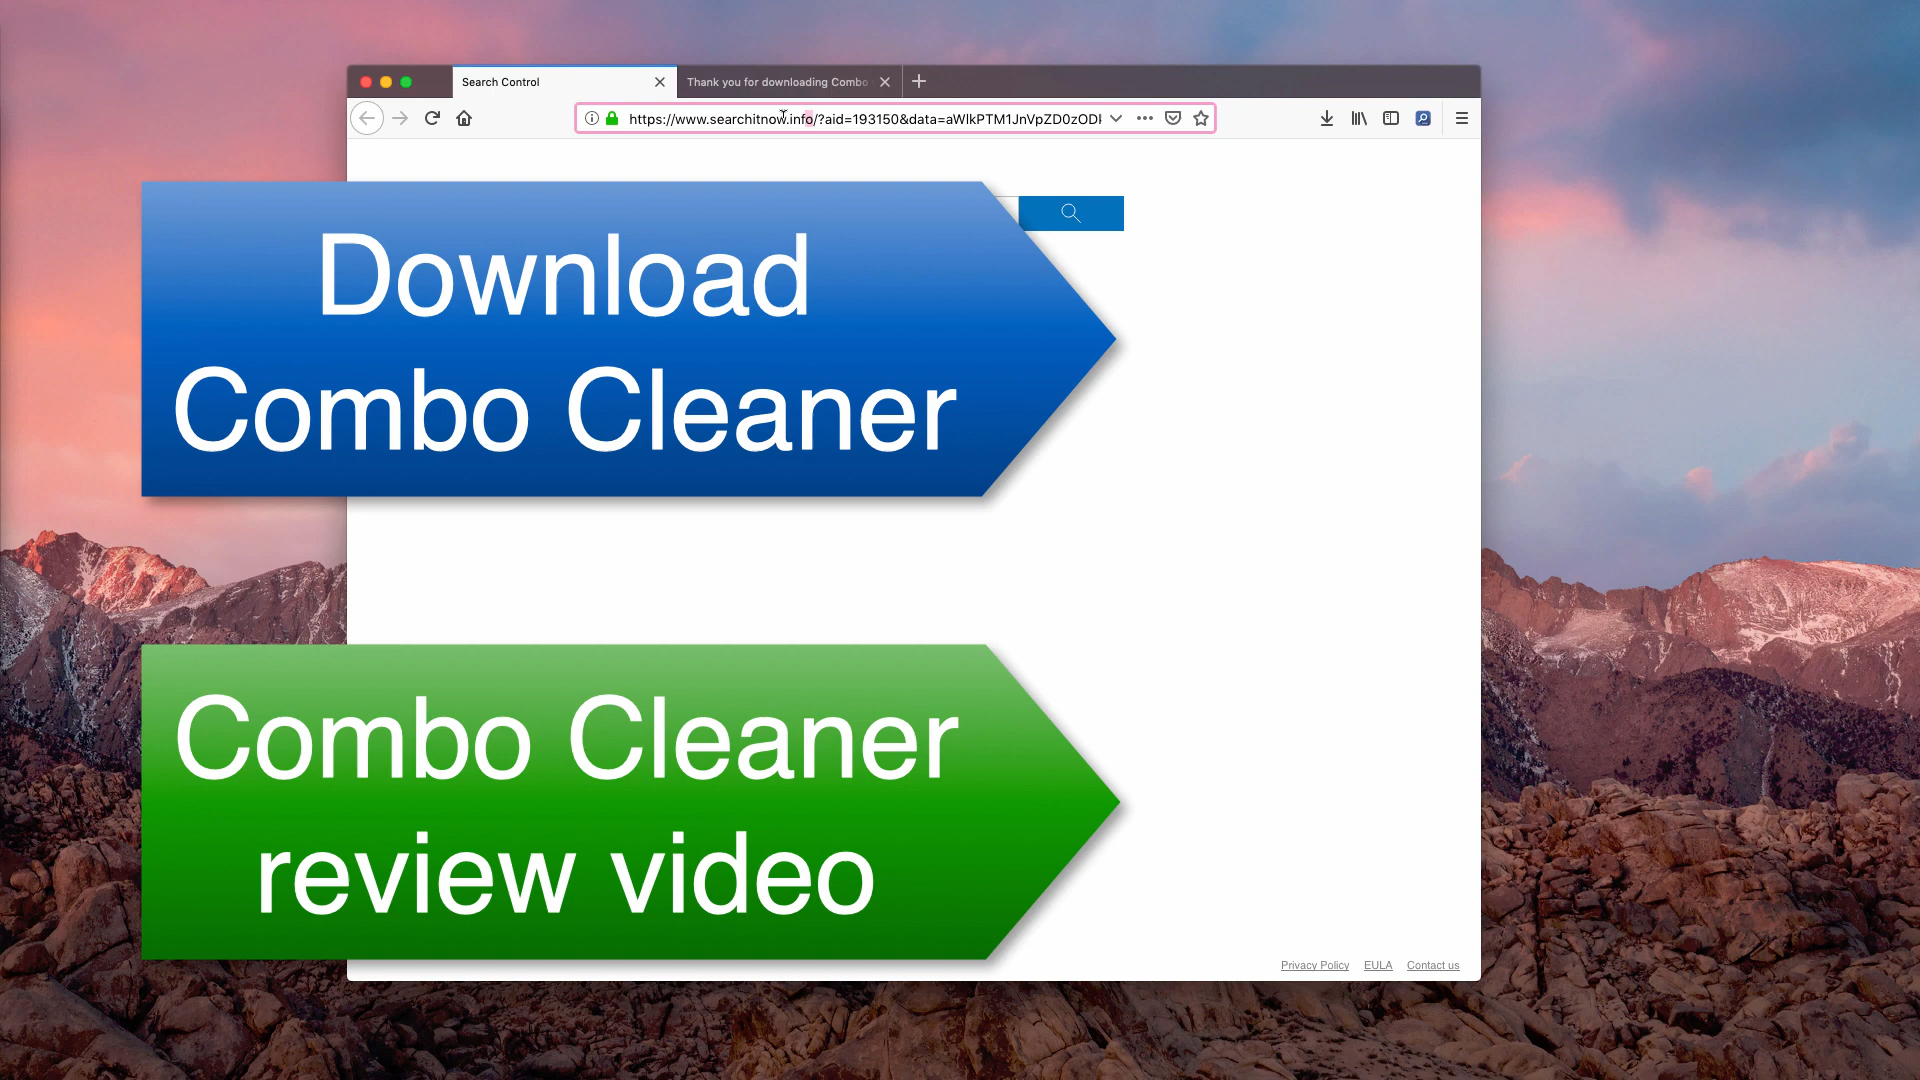 Search Control
Thank you for downloading Combo
https://www.searchitnow.info/?aid=193150&data=aWlkPTM1JnVpZD0zODI
Download
Combo Cleaner
Combo Cleaner
review video
Privacy Policy EULA Contact us